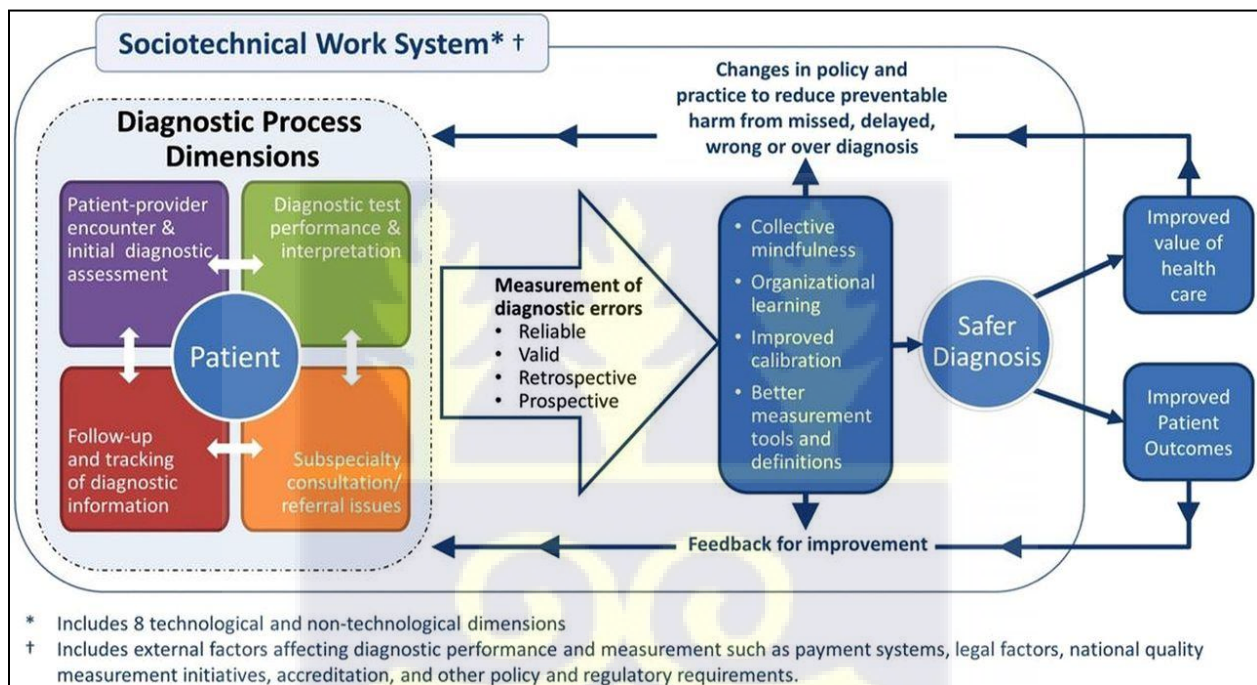 Sociotechnical Work System* †
Diagnostic Process
Dimensions
Patient-provider
encounter &
initial diagnostic
assessment
Diagnostic test
performance &
interpretation
Patient
Follow-up
and tracking
of diagnostic
information
Subspecialty
consultation/
referral issues
Measurement of
diagnostic errors
• Reliable
• Valid
• Retrospective
• Prospective
Changes in policy and
practice to reduce preventable
harm from missed, delayed,
wrong or over diagnosis
• Collective
mindfulness
• Organizational
learning
• Improved
calibration
• Better
measurement
tools and
definitions
Feedback for improvement
Safer
Diagnosis
Improved
value of
health
care
Improved
Patient
Outcomes
* Includes 8 technological and non-technological dimensions
† Includes external factors affecting diagnostic performance and measurement such as payment systems, legal factors, national quality
measurement initiatives, accreditation, and other policy and regulatory requirements.